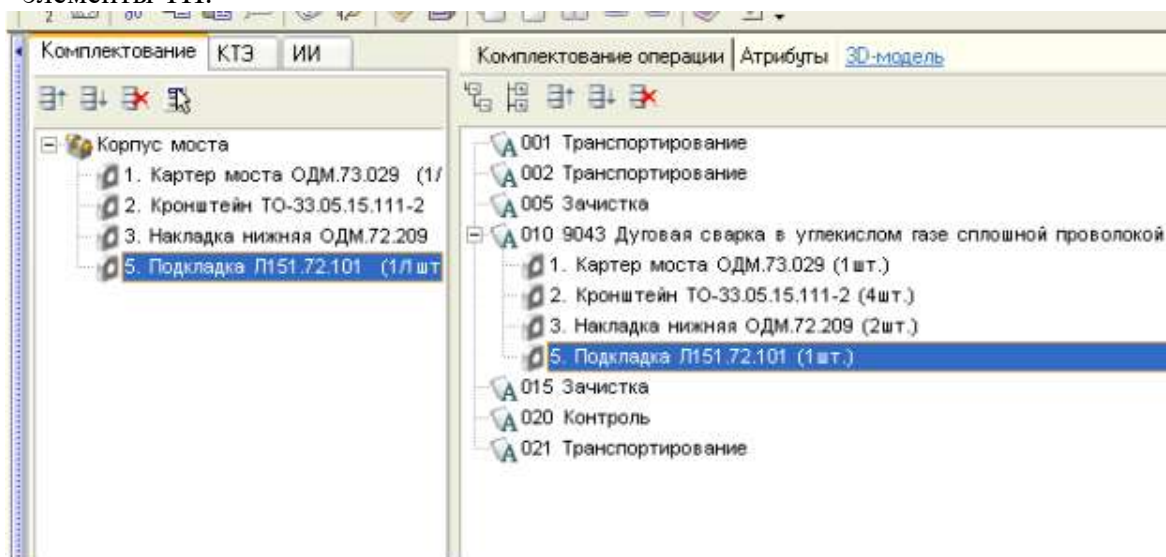 элементы ТП.
Комплектование КТЭ ИИ
Корпус моста
1. Картер моста ОДМ.73.029 (1/
2. Кронштейн ТО-33.05.15.111-2
3. Накладка нижняя ОДМ.72.209
5. Подкладка Л151.72.101 (1/1 шт
Комплектование операции Атрибуты 3D-модель
001 Транспортирование
002 Транспортирование
005 Зачистка
010 9043 Дуговая сварка в углекислом газе сплошной проволокой
1. Картер моста ОДМ.73.029 (1шт.)
2. Кронштейн ТО-33.05.15.111-2 (4шт.)
3. Накладка нижняя ОДМ.72.209 (2шт.)
5. Подкладка Л151.72.101 (1шт.)
015 Зачистка
020 Контроль
021 Транспортирование